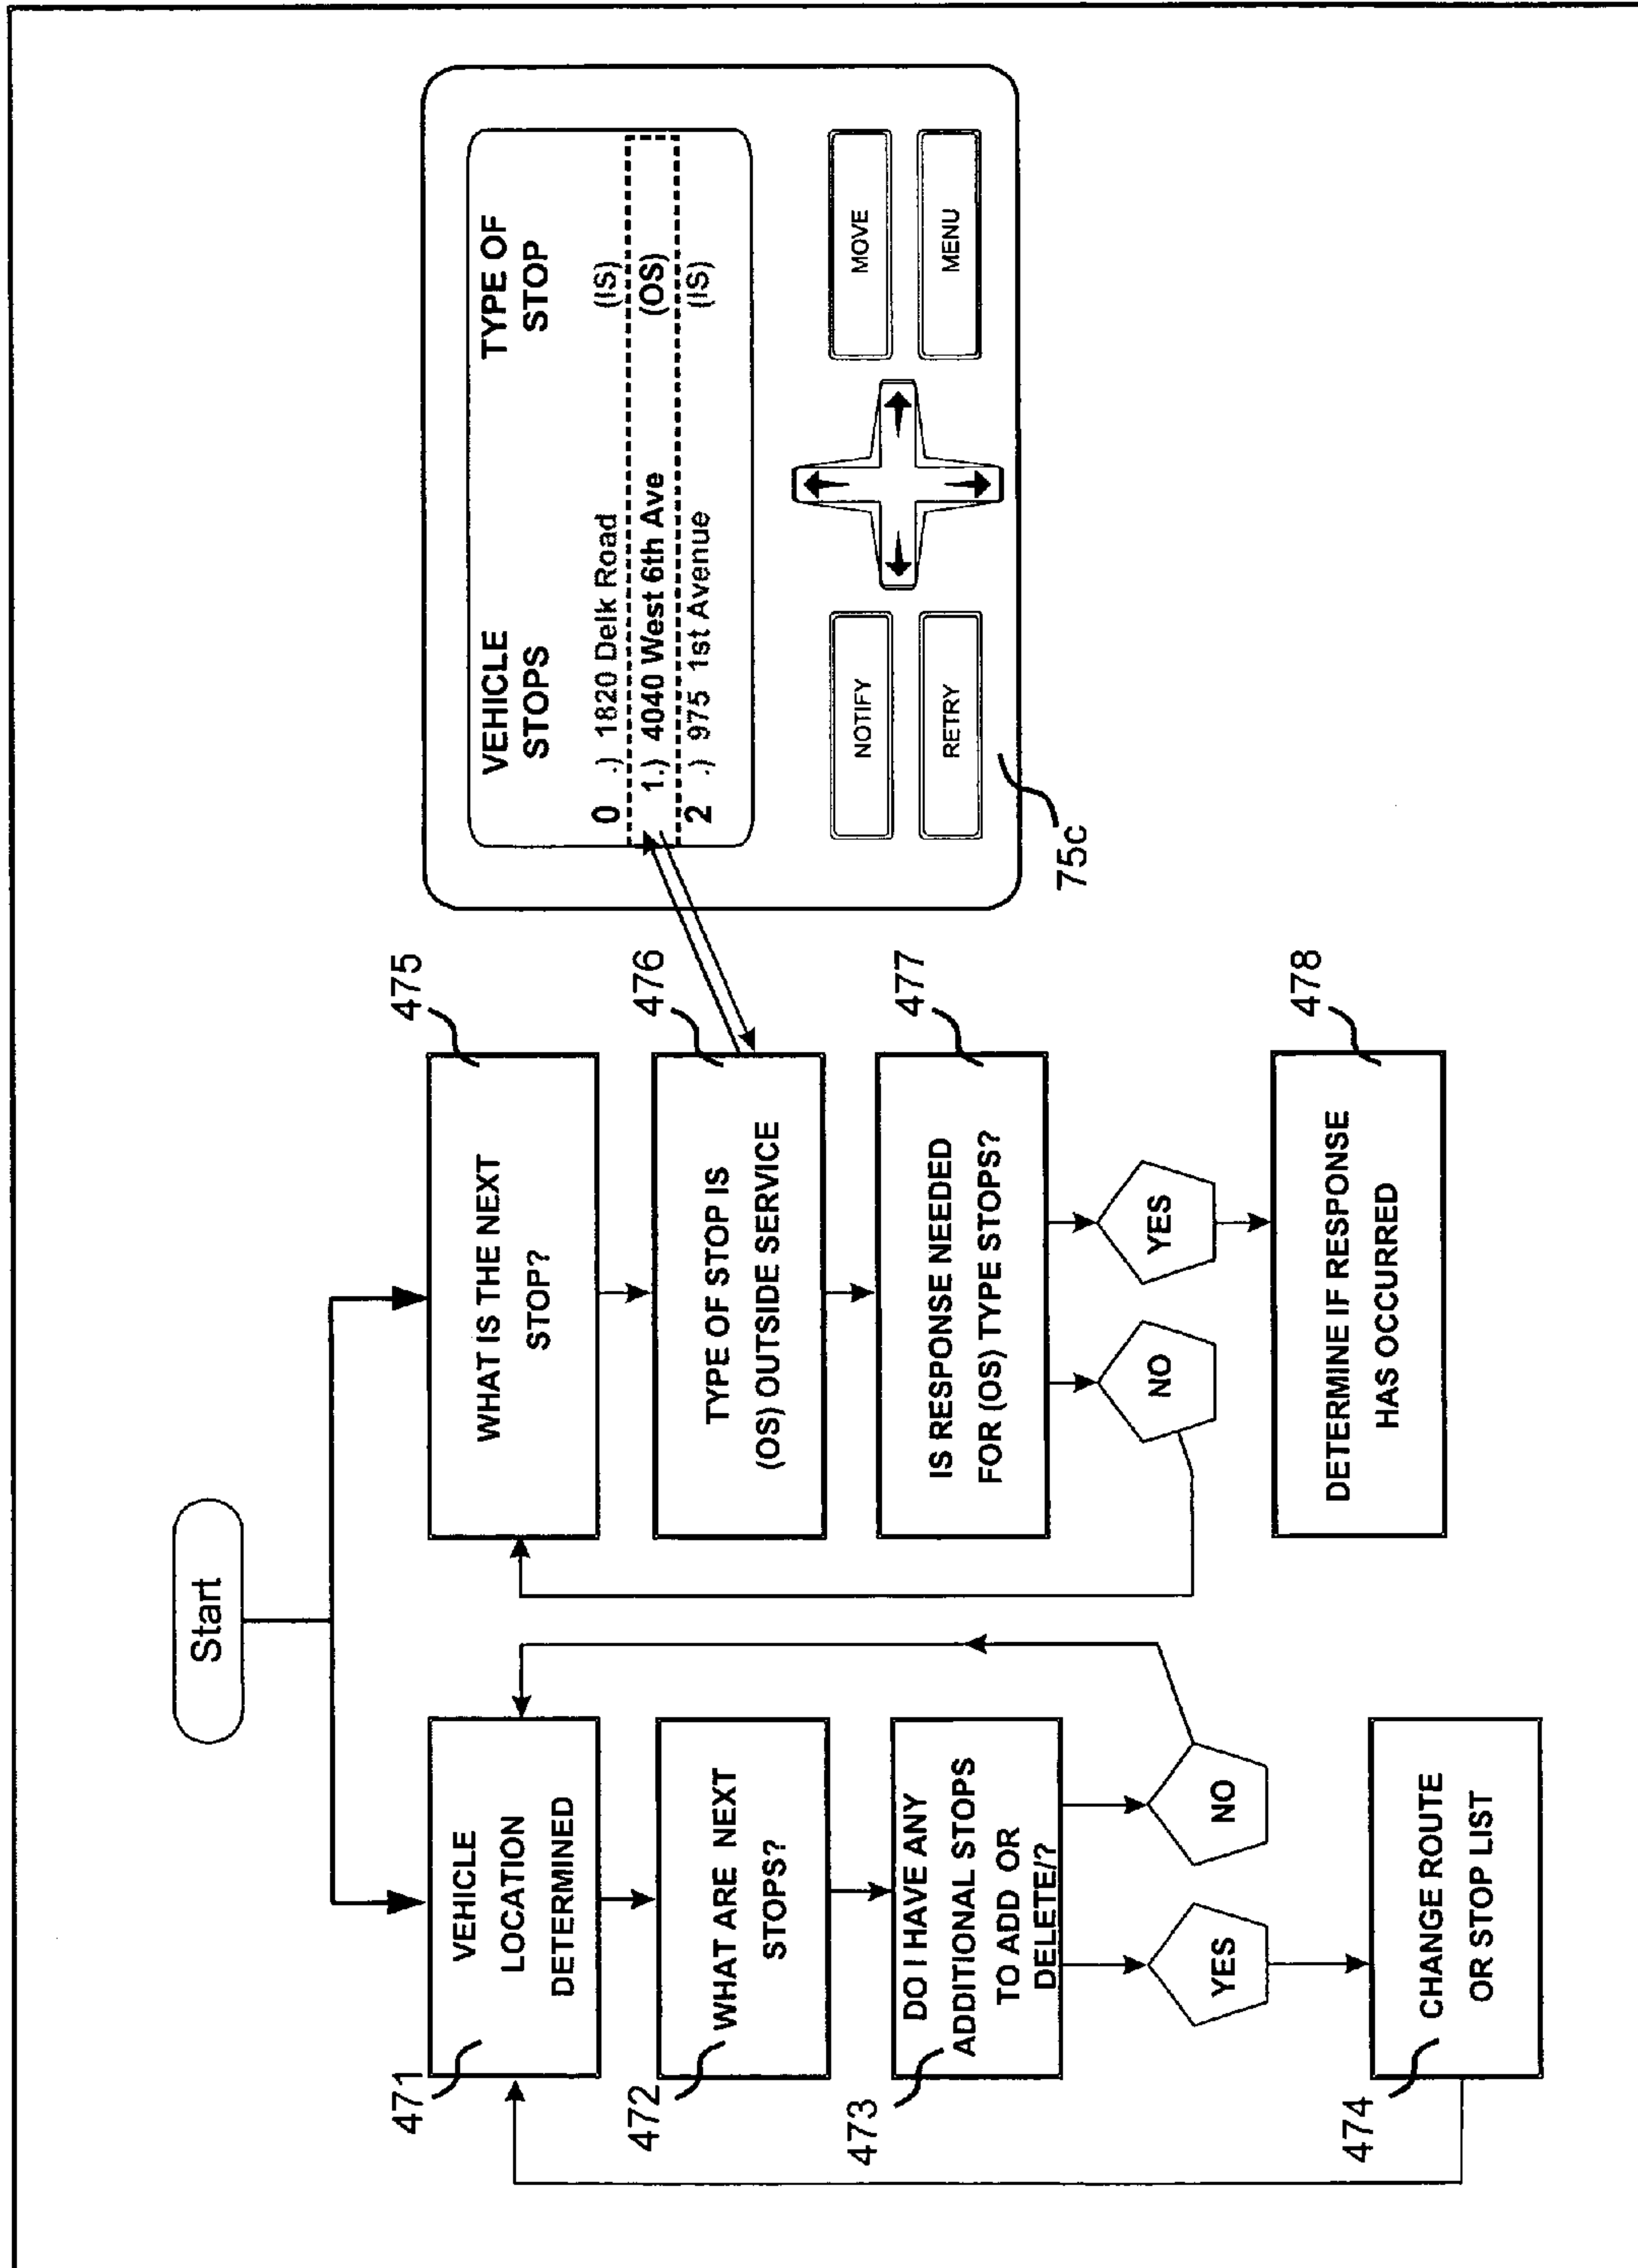 Start
471
VEHICLE
LOCATION
DETERMINED
472
WHAT ARE NEXT
STOPS?
473
DO I HAVE ANY
ADDITIONAL STOPS
TO ADD OR
DELETE/?
YES
NO
474
CHANGE ROUTE
OR STOP LIST
475
WHAT IS THE NEXT
STOP?
476
TYPE OF STOP IS
(OS) OUTSIDE SERVICE
477
IS RESPONSE NEEDED
FOR (OS) TYPE STOPS?
NO
YES
478
DETERMINE IF RESPONSE
HAS OCCURRED
VEHICLE
STOPS
TYPE OF
STOP
0 .) 1820 Delk Road (IS)
1.) 4040 West 6th Ave (OS)
2 .) 975 1st Avenue (IS)
NOTIFY
RETRY
MOVE
MENU
75c